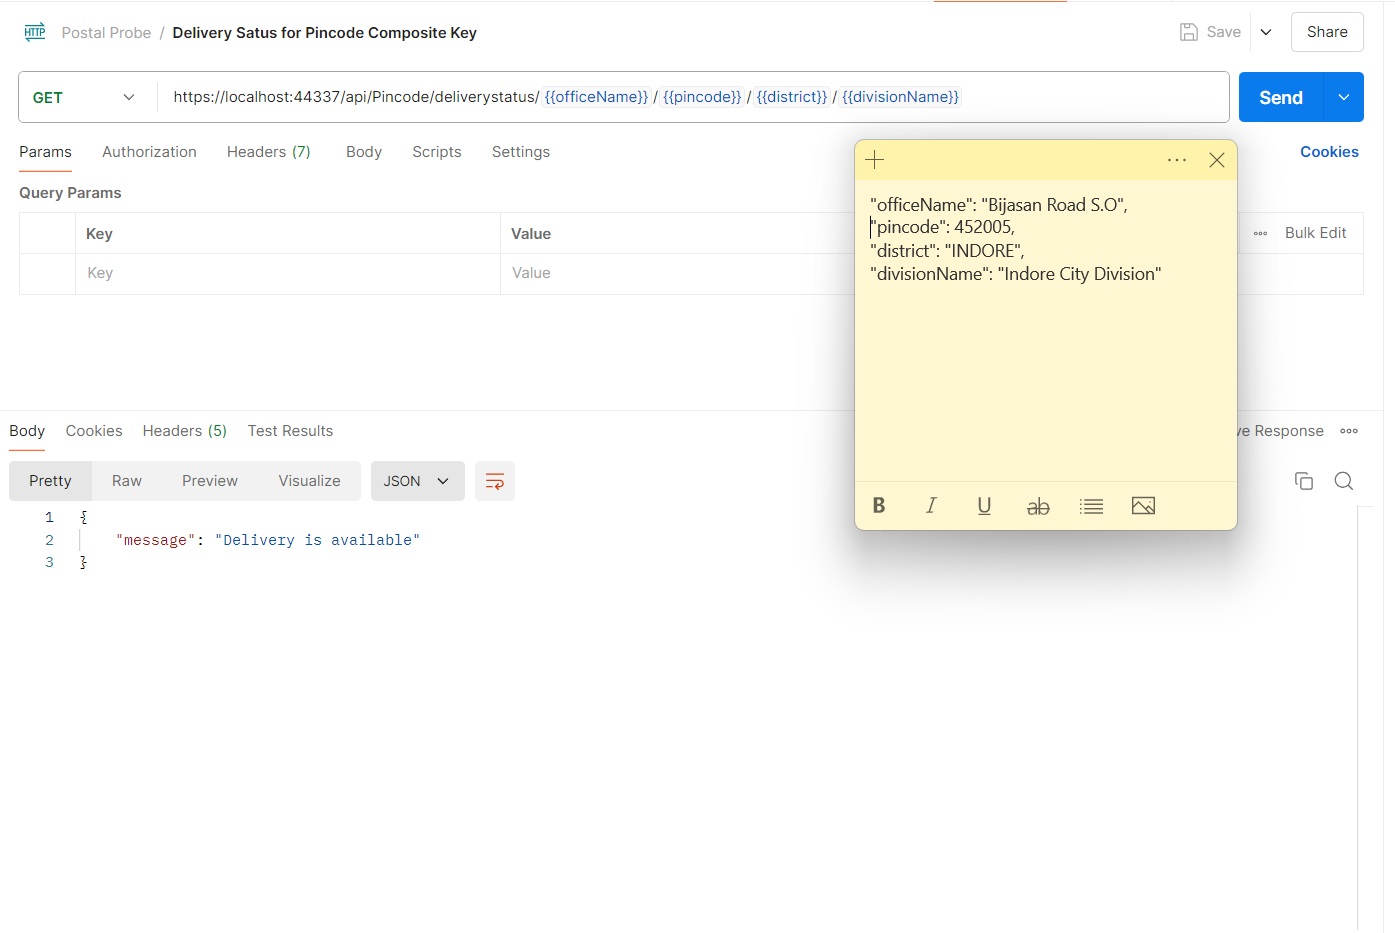 HTTP Postal Probe / Delivery Satus for Pincode Composite Key Save Share
GET https://localhost:44337/api/Pincode/deliverystatus/ {{officeName}} / {{pincode}} / {{district}} / {{divisionName}} Send
Params Authorization Headers (7) Body Scripts Settings Cookies
Query Params
Key Value Bulk Edit
Key Value
"officeName": "Bijasan Road S.O",
"pincode": 452005,
"district": "INDORE",
"divisionName": "Indore City Division"
B I U ab
Body Cookies Headers (5) Test Results ve Response
Pretty Raw Preview Visualize JSON
1 {
2 "message": "Delivery is available"
3 }